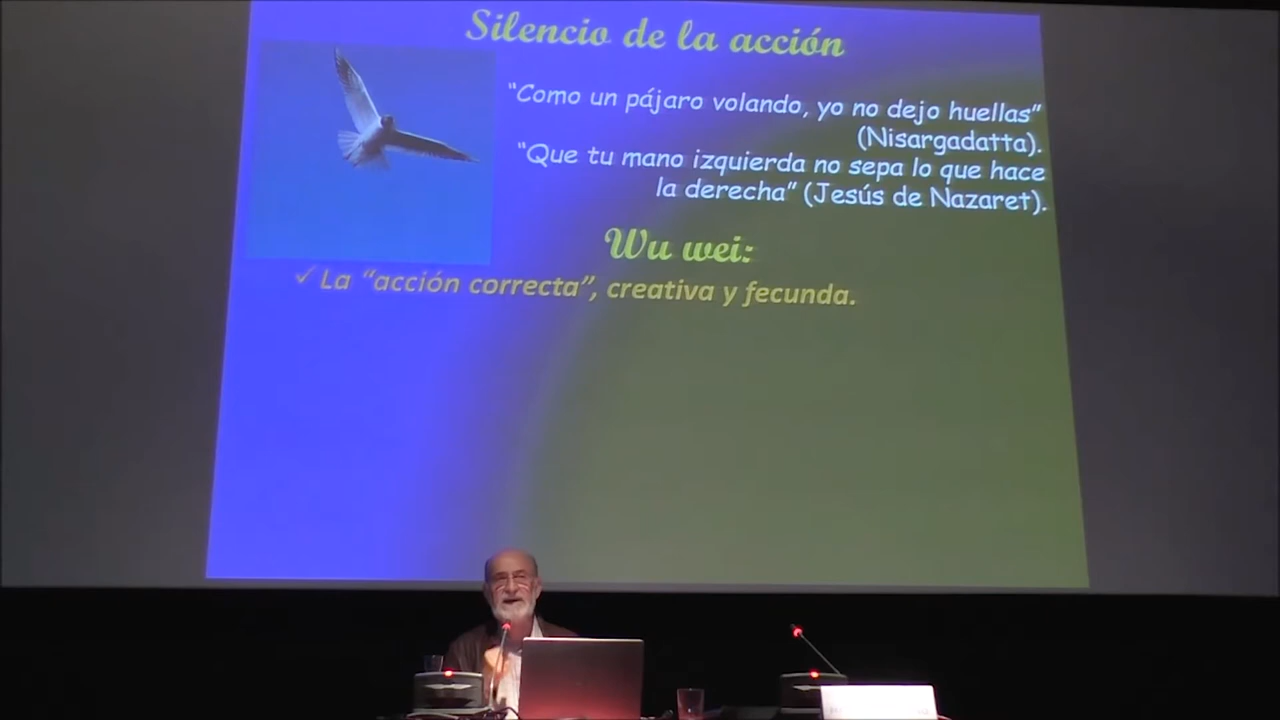 Silencio de la acción
“Como un pájaro volando, yo no dejo huellas”
(Nisargadatta).
“Que tu mano izquierda no sepa lo que hace
la derecha” (Jesús de Nazaret).
Wu wei:
✓ La “acción correcta”, creativa y fecunda.